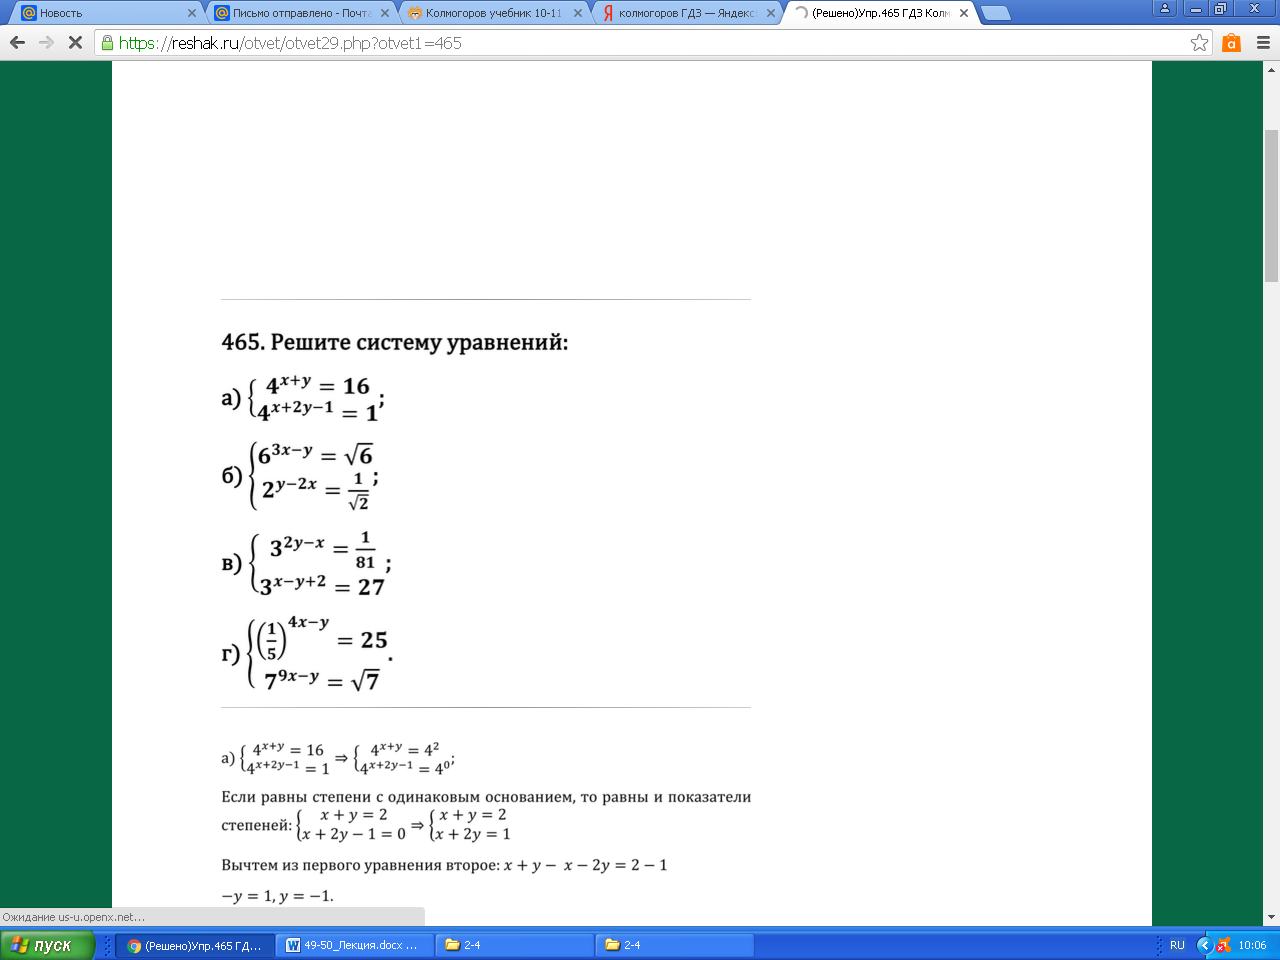 Новость
Письмо отправлено - Почта
Колмогоров учебник 10-11
колмогоров ГДЗ — Яндекс
(Решено)Упр.465 ГДЗ Колм
https://reshak.ru/otvet/otvet29.php?otvet1=465
465. Решите систему уравнений:
а) {4^{x+y} = 16
4^{x+2y−1} = 1;
б) {6^{3x−y} = √6
2^{y−2x} = 1/√2;
в) {3^{2y−x} = 1/81
3^{x−y+2} = 27;
г) {(1/5)^{4x−y} = 25
7^{9x−y} = √7.
а) {4^{x+y} = 16 ⇒ {4^{x+y} = 4^2
4^{x+2y−1} = 1 4^{x+2y−1} = 4^0;
Если равны степени с одинаковым основанием, то равны и показатели
степеней: {x + y = 2 ⇒ {x + y = 2
x + 2y − 1 = 0 x + 2y = 1
Вычтем из первого уравнения второе: x + y − x − 2y = 2 − 1
−y = 1, y = −1.
Ожидание us-u.openx.net...
пуск
(Решено)Упр.465 ГД...
49-50_Лекция.docx ...
2-4
2-4
RU
10:06